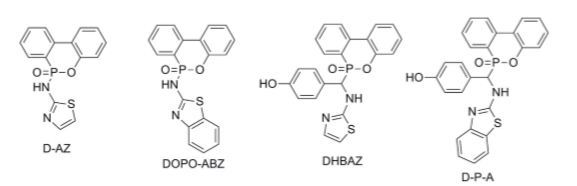 O=P-O
HN
N
S
D-AZ
O=P-O
HN
N
S
DOPO-ABZ
HO
O=P-O
NH
N
S
DHBAZ
HO
O=P-O
NH
N
S
D-P-A